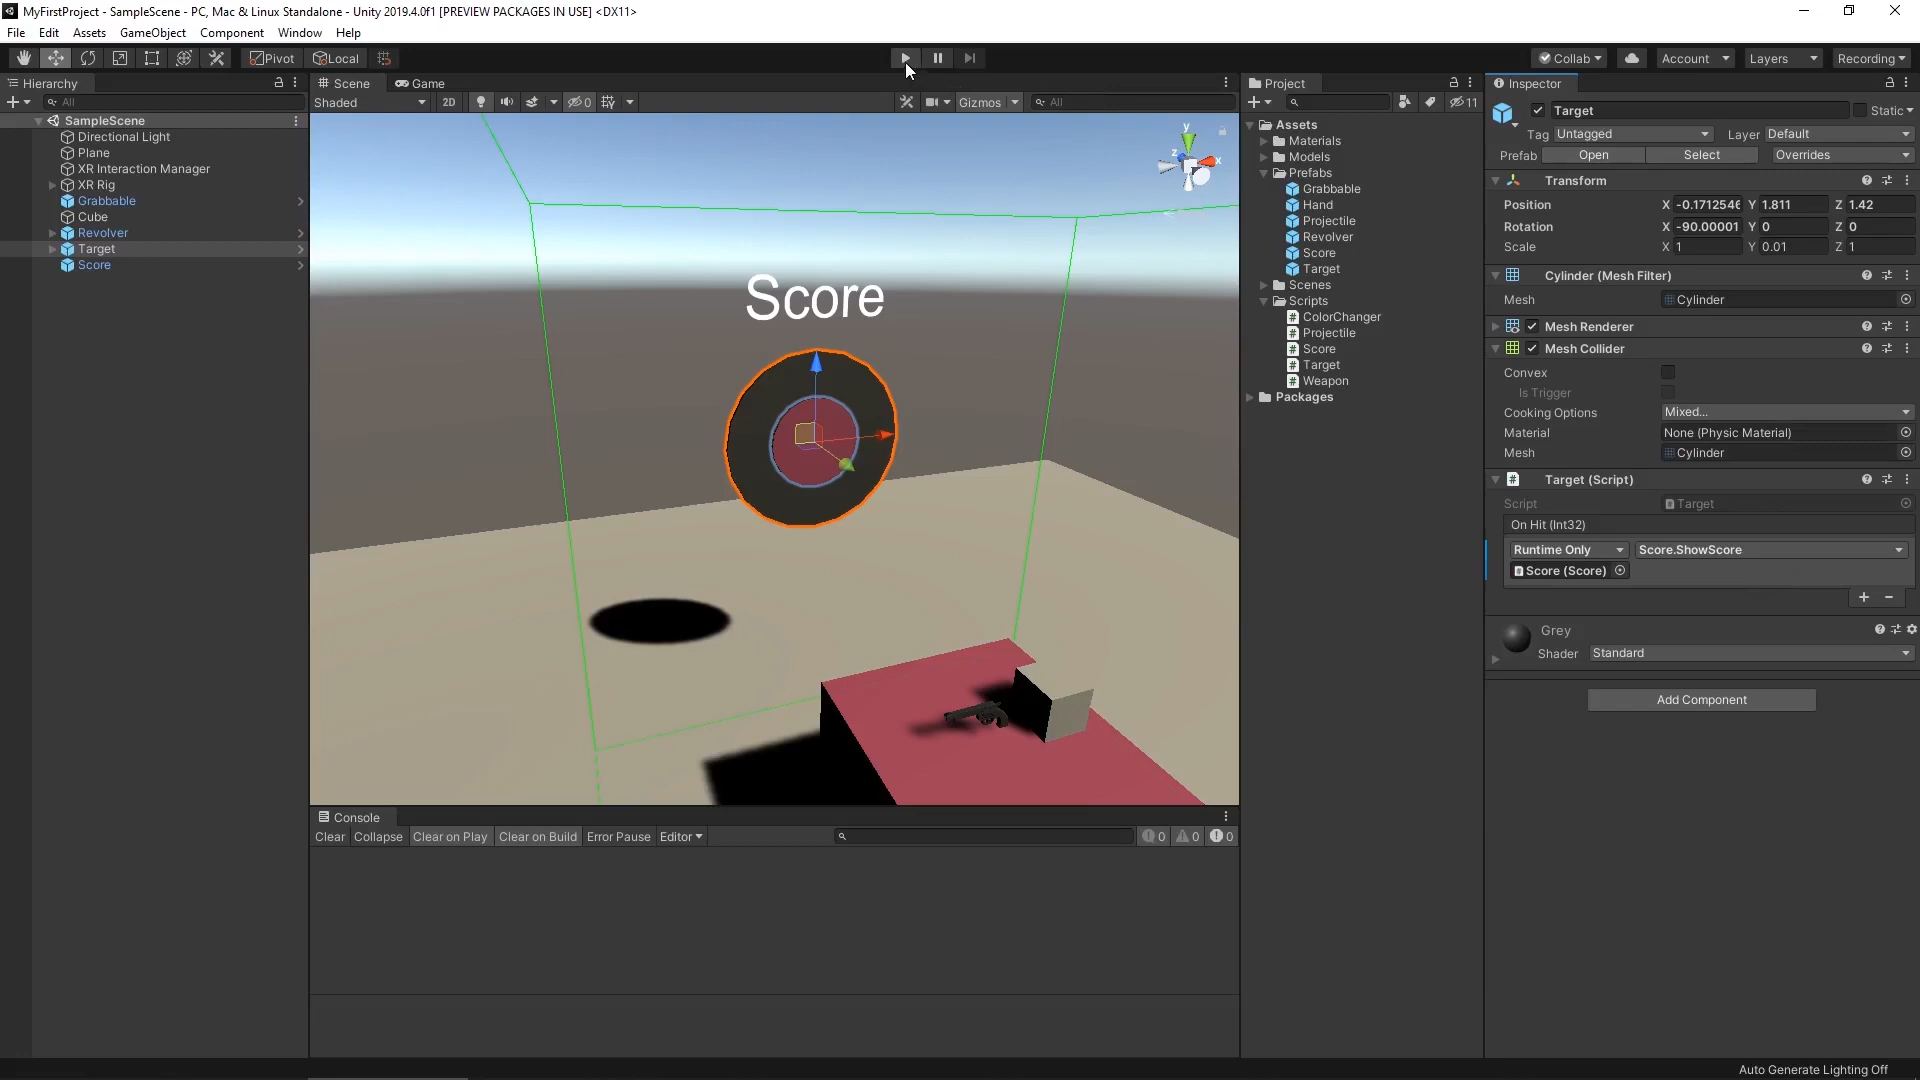 MyFirstProject - SampleScene - PC, Mac & Linux Standalone - Unity 2019.4.0f1 [PREVIEW PACKAGES IN USE] <DX11>
File Edit Assets GameObject Component Window Help
Pivot Local Collab Account Layers Recording
Hierarchy
All
SampleScene
Directional Light
Plane
XR Interaction Manager
XR Rig
Grabbable
Cube
Revolver
Target
Score
Scene Game
Shaded 2D 0 Gizmos All
y
z x
Score
Console
Clear Collapse Clear on Play Clear on Build Error Pause Editor 0 0 0
Project
11
Assets
Materials
Models
Prefabs
Grabbable
Hand
Projectile
Revolver
Score
Target
Scenes
Scripts
ColorChanger
Projectile
Score
Target
Weapon
Packages
Inspector
Target Static
Tag Untagged Layer Default
Prefab Open Select Overrides
Transform
Position X -0.1712546 Y 1.811 Z 1.42
Rotation X -90.00001 Y 0 Z 0
Scale X 1 Y 0.01 Z 1
Cylinder (Mesh Filter)
Mesh Cylinder
Mesh Renderer
Mesh Collider
Convex
Is Trigger
Cooking Options Mixed...
Material None (Physic Material)
Mesh Cylinder
Target (Script)
Script Target
On Hit (Int32)
Runtime Only Score.ShowScore
Score (Score)
Grey
Shader Standard
Add Component
Auto Generate Lighting Off